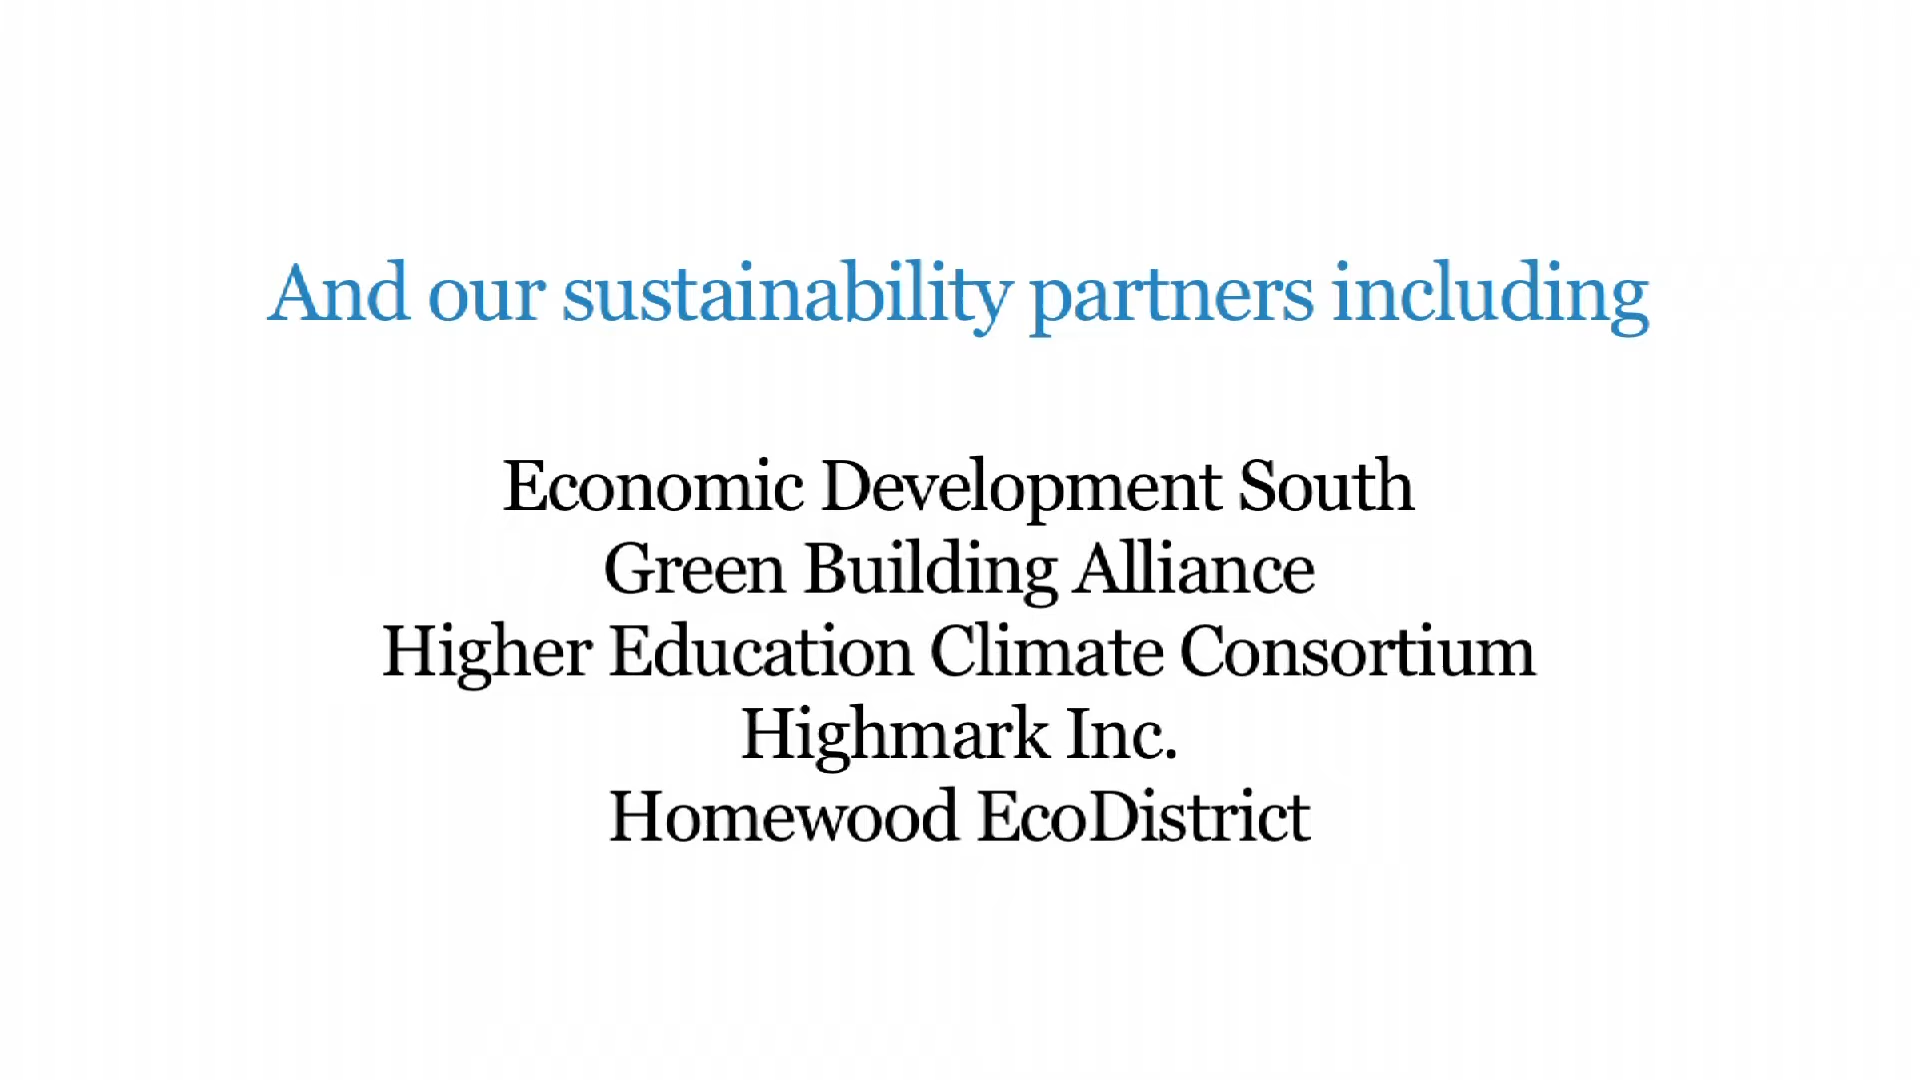 And our sustainability partners including
Economic Development South
Green Building Alliance
Higher Education Climate Consortium
Highmark Inc.
Homewood EcoDistrict